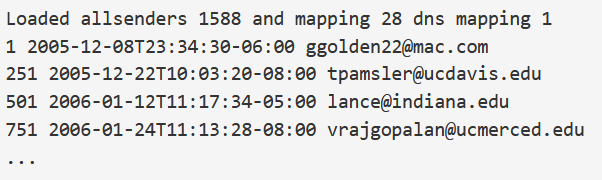 Loaded allsenders 1588 and mapping 28 dns mapping 1
1 2005-12-08T23:34:30-06:00 ggolden22@mac.com
251 2005-12-22T10:03:20-08:00 tpamsler@ucdavis.edu
501 2006-01-12T11:17:34-05:00 lance@indiana.edu
751 2006-01-24T11:13:28-08:00 vrajgopalan@ucmerced.edu
...